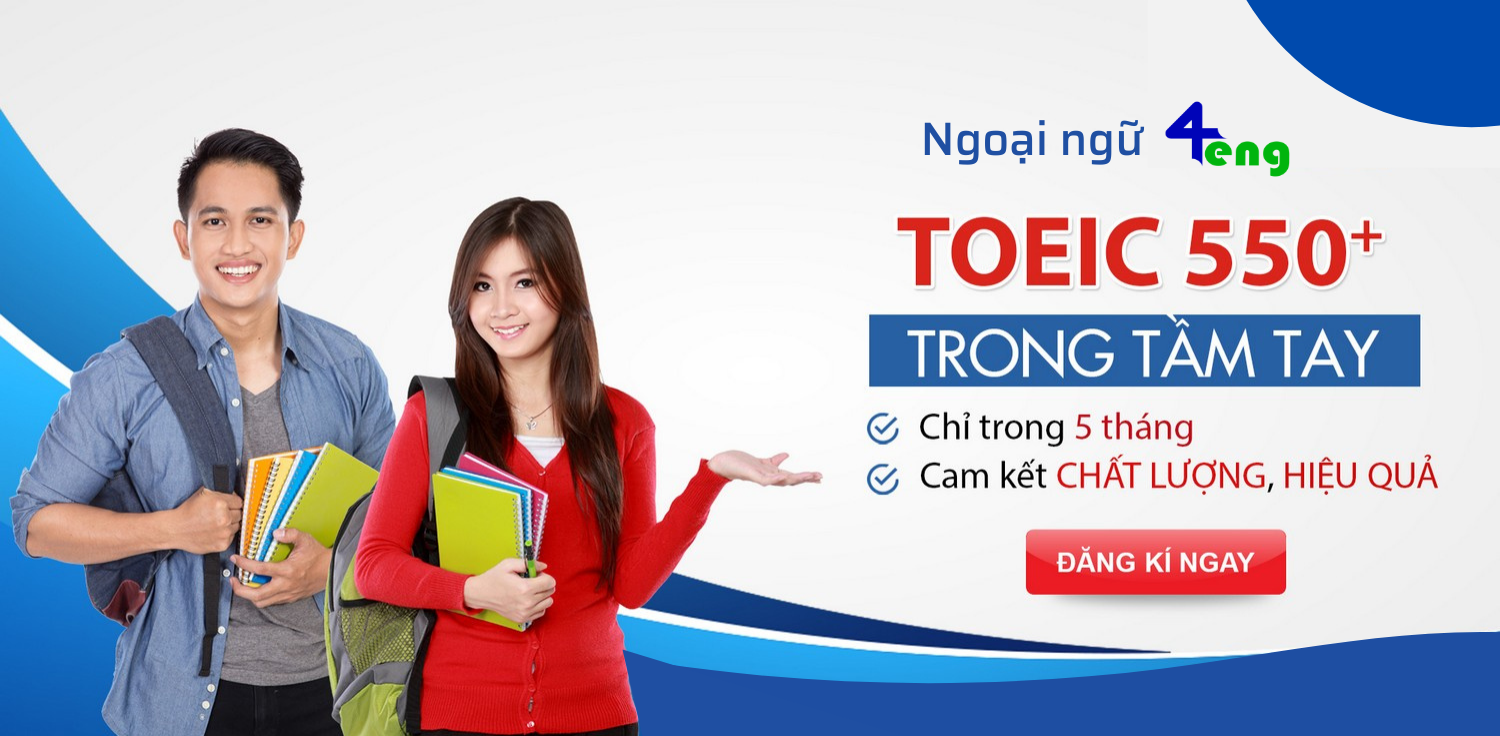 Ngoại ngữ 4eng
TOEIC 550+
TRONG TẦM TAY
Chỉ trong 5 tháng
Cam kết CHẤT LƯỢNG, HIỆU QUẢ
ĐĂNG KÍ NGAY